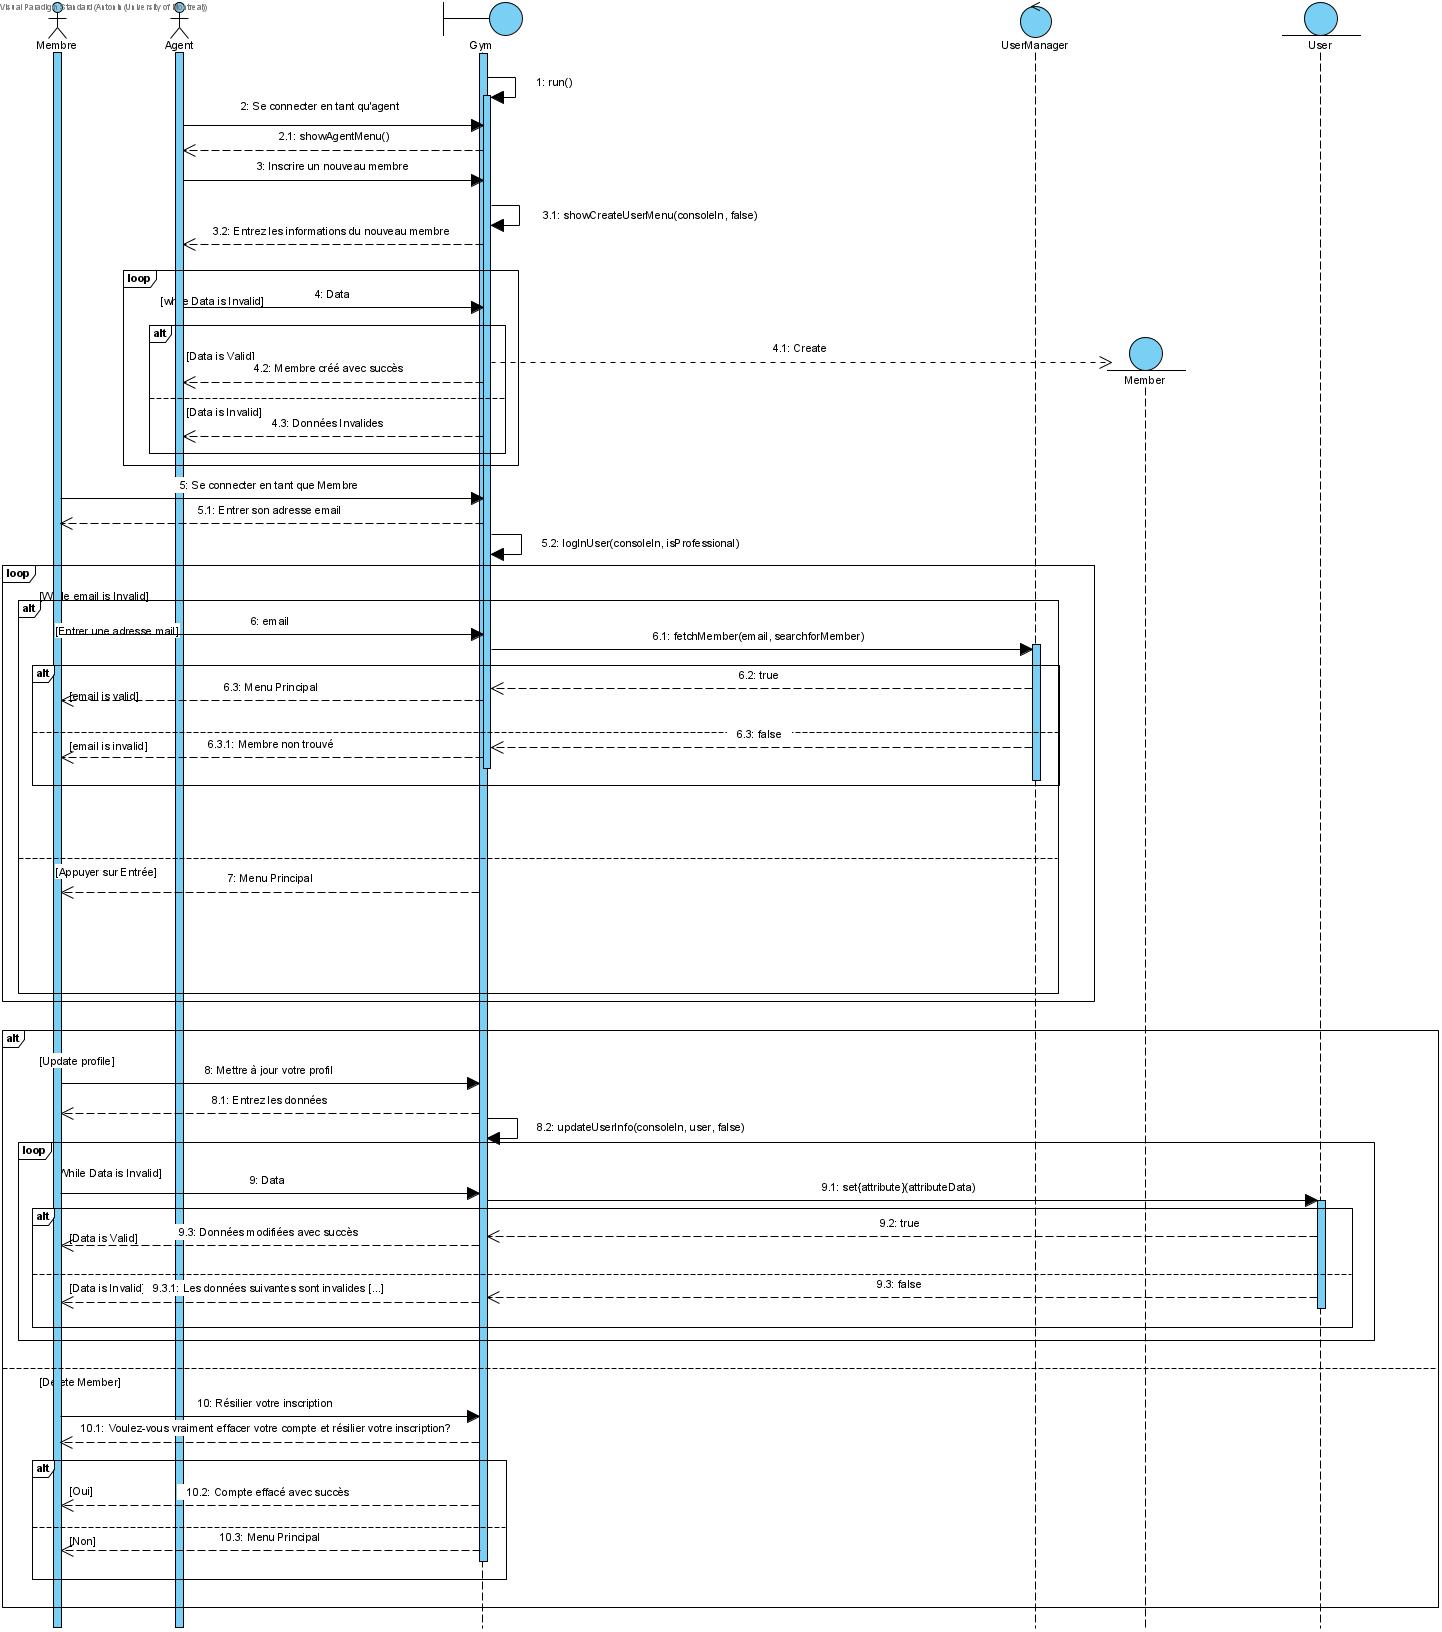 Visual Paradigm Standard (Antonin (University of Montreal))
Membre
Agent
Gym
UserManager
User
1: run()
2: Se connecter en tant qu'agent
2.1: showAgentMenu()
3: Inscrire un nouveau membre
3.1: showCreateUserMenu(consoleIn, false)
3.2: Entrez les informations du nouveau membre
loop
[while Data is Invalid]
4: Data
alt
[Data is Valid]
4.1: Create
Member
4.2: Membre créé avec succès
[Data is Invalid]
4.3: Données Invalides
5: Se connecter en tant que Membre
5.1: Entrer son adresse email
5.2: logInUser(consoleIn, isProfessional)
loop
[While email is Invalid]
alt
[Entrer une adresse mail]
6: email
6.1: fetchMember(email, searchforMember)
alt
[email is valid]
6.2: true
6.3: Menu Principal
6.3: false
[email is invalid]
6.3.1: Membre non trouvé
[Appuyer sur Entrée]
7: Menu Principal
alt
[Update profile]
8: Mettre à jour votre profil
8.1: Entrez les données
8.2: updateUserInfo(consoleIn, user, false)
loop
While Data is Invalid]
9: Data
9.1: set{attribute}(attributeData)
alt
[Data is Valid]
9.2: true
9.3: Données modifiées avec succès
9.3: false
[Data is Invalid]
9.3.1: Les données suivantes sont invalides [...]
[Delete Member]
10: Résilier votre inscription
10.1: Voulez-vous vraiment effacer votre compte et résilier votre inscription?
alt
[Oui]
10.2: Compte effacé avec succès
[Non]
10.3: Menu Principal